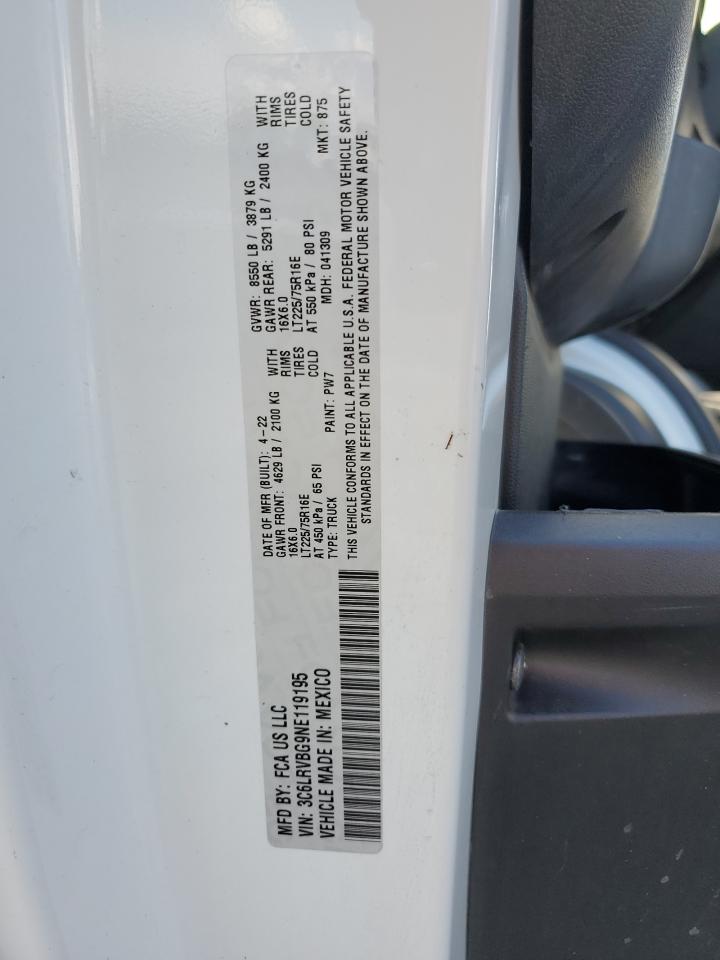 MFD BY: FCA US LLC
VIN: 3C6LRVBG9NE119195
VEHICLE MADE IN: MEXICO
DATE OF MFR (BUILT): 4-22
GAWR FRONT: 4629 LB / 2100 KG WITH
16X6.0 RIMS
LT225/75R16E TIRES
AT 450 kPa / 65 PSI COLD
TYPE: TRUCK PAINT: PW7
GVWR: 8550 LB / 3879 KG
GAWR REAR: 5291 LB / 2400 KG WITH
16X6.0 RIMS
LT225/75R16E TIRES
AT 550 kPa / 80 PSI COLD
MDH: 041309 MKT: 875
THIS VEHICLE CONFORMS TO ALL APPLICABLE U.S.A. FEDERAL MOTOR VEHICLE SAFETY
STANDARDS IN EFFECT ON THE DATE OF MANUFACTURE SHOWN ABOVE.